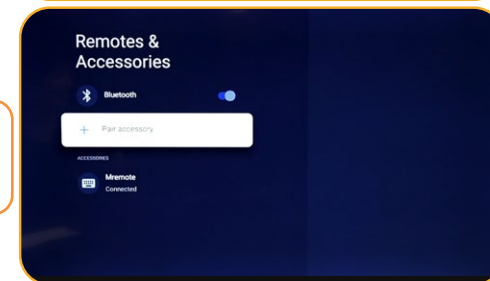 Remotes &
Accessories
Bluetooth
Pair accessory
ACCESSORIES
Mremote
Connected